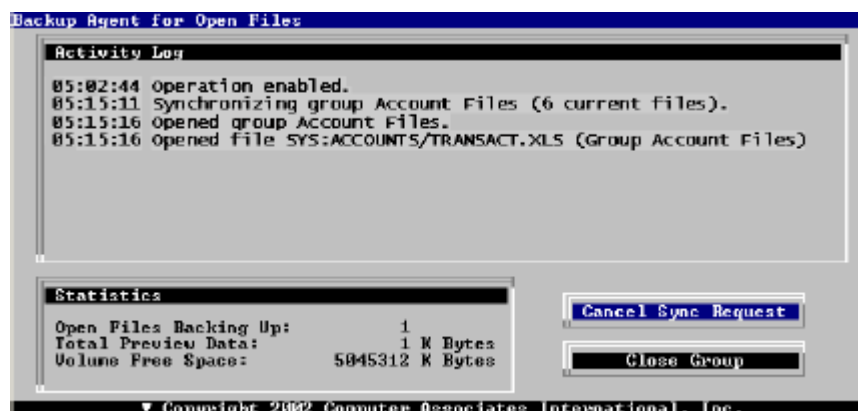 Backup Agent for Open Files
Activity Log
05:02:44 Operation enabled.
05:15:11 Synchronizing group Account Files (6 current files).
05:15:16 Opened group Account Files.
05:15:16 Opened file SYS:ACCOUNTS/TRANSACT.XLS (Group Account Files)
Statistics
Open Files Backing Up: 1
Total Preview Data: 1 K Bytes
Volume Free Space: 5045312 K Bytes
Cancel Sync Request
Close Group
▼ Copyright 2002 Computer Associates International, Inc.